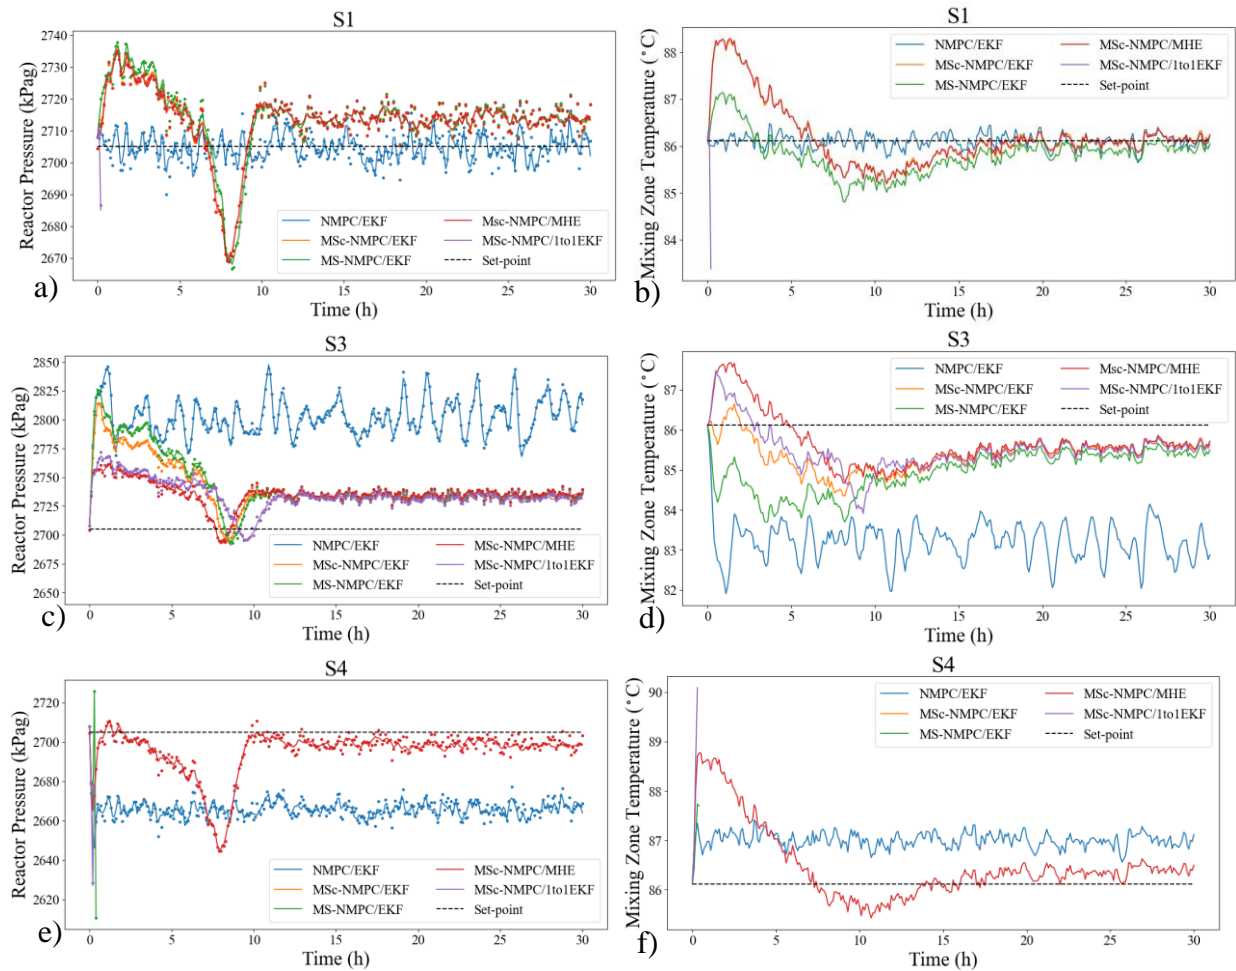 S1
2740
2730
2720
2710
2700
2690
2680
2670
Reactor Pressure (kPag)
NMPC/EKF
MSc-NMPC/EKF
MS-NMPC/EKF
Msc-NMPC/MHE
MSc-NMPC/1to1EKF
Set-point
0 5 10 15 20 25 30
Time (h)
a)
S1
88
87
86
85
84
Mixing Zone Temperature (°C)
NMPC/EKF
MSc-NMPC/EKF
MS-NMPC/EKF
MSc-NMPC/MHE
MSc-NMPC/1to1EKF
Set-point
0 5 10 15 20 25 30
Time (h)
b)
S3
2850
2825
2800
2775
2750
2725
2700
2675
2650
Reactor Pressure (kPag)
NMPC/EKF
MSc-NMPC/EKF
MS-NMPC/EKF
MSc-NMPC/MHE
MSc-NMPC/1to1EKF
Set-point
0 5 10 15 20 25 30
Time (h)
c)
S3
87
86
85
84
83
82
Mixing Zone Temperature (°C)
NMPC/EKF
MSc-NMPC/EKF
MS-NMPC/EKF
Msc-NMPC/MHE
MSc-NMPC/1to1EKF
Set-point
0 5 10 15 20 25 30
Time (h)
d)
S4
2720
2700
2680
2660
2640
2620
Reactor Pressure (kPag)
NMPC/EKF
MSc-NMPC/EKF
MS-NMPC/EKF
MSc-NMPC/MHE
MSc-NMPC/1to1EKF
Set-point
0 5 10 15 20 25 30
Time (h)
e)
S4
90
89
88
87
86
Mixing Zone Temperature (°C)
NMPC/EKF
MSc-NMPC/EKF
MS-NMPC/EKF
MSc-NMPC/MHE
MSc-NMPC/1to1EKF
Set-point
0 5 10 15 20 25 30
Time (h)
f)